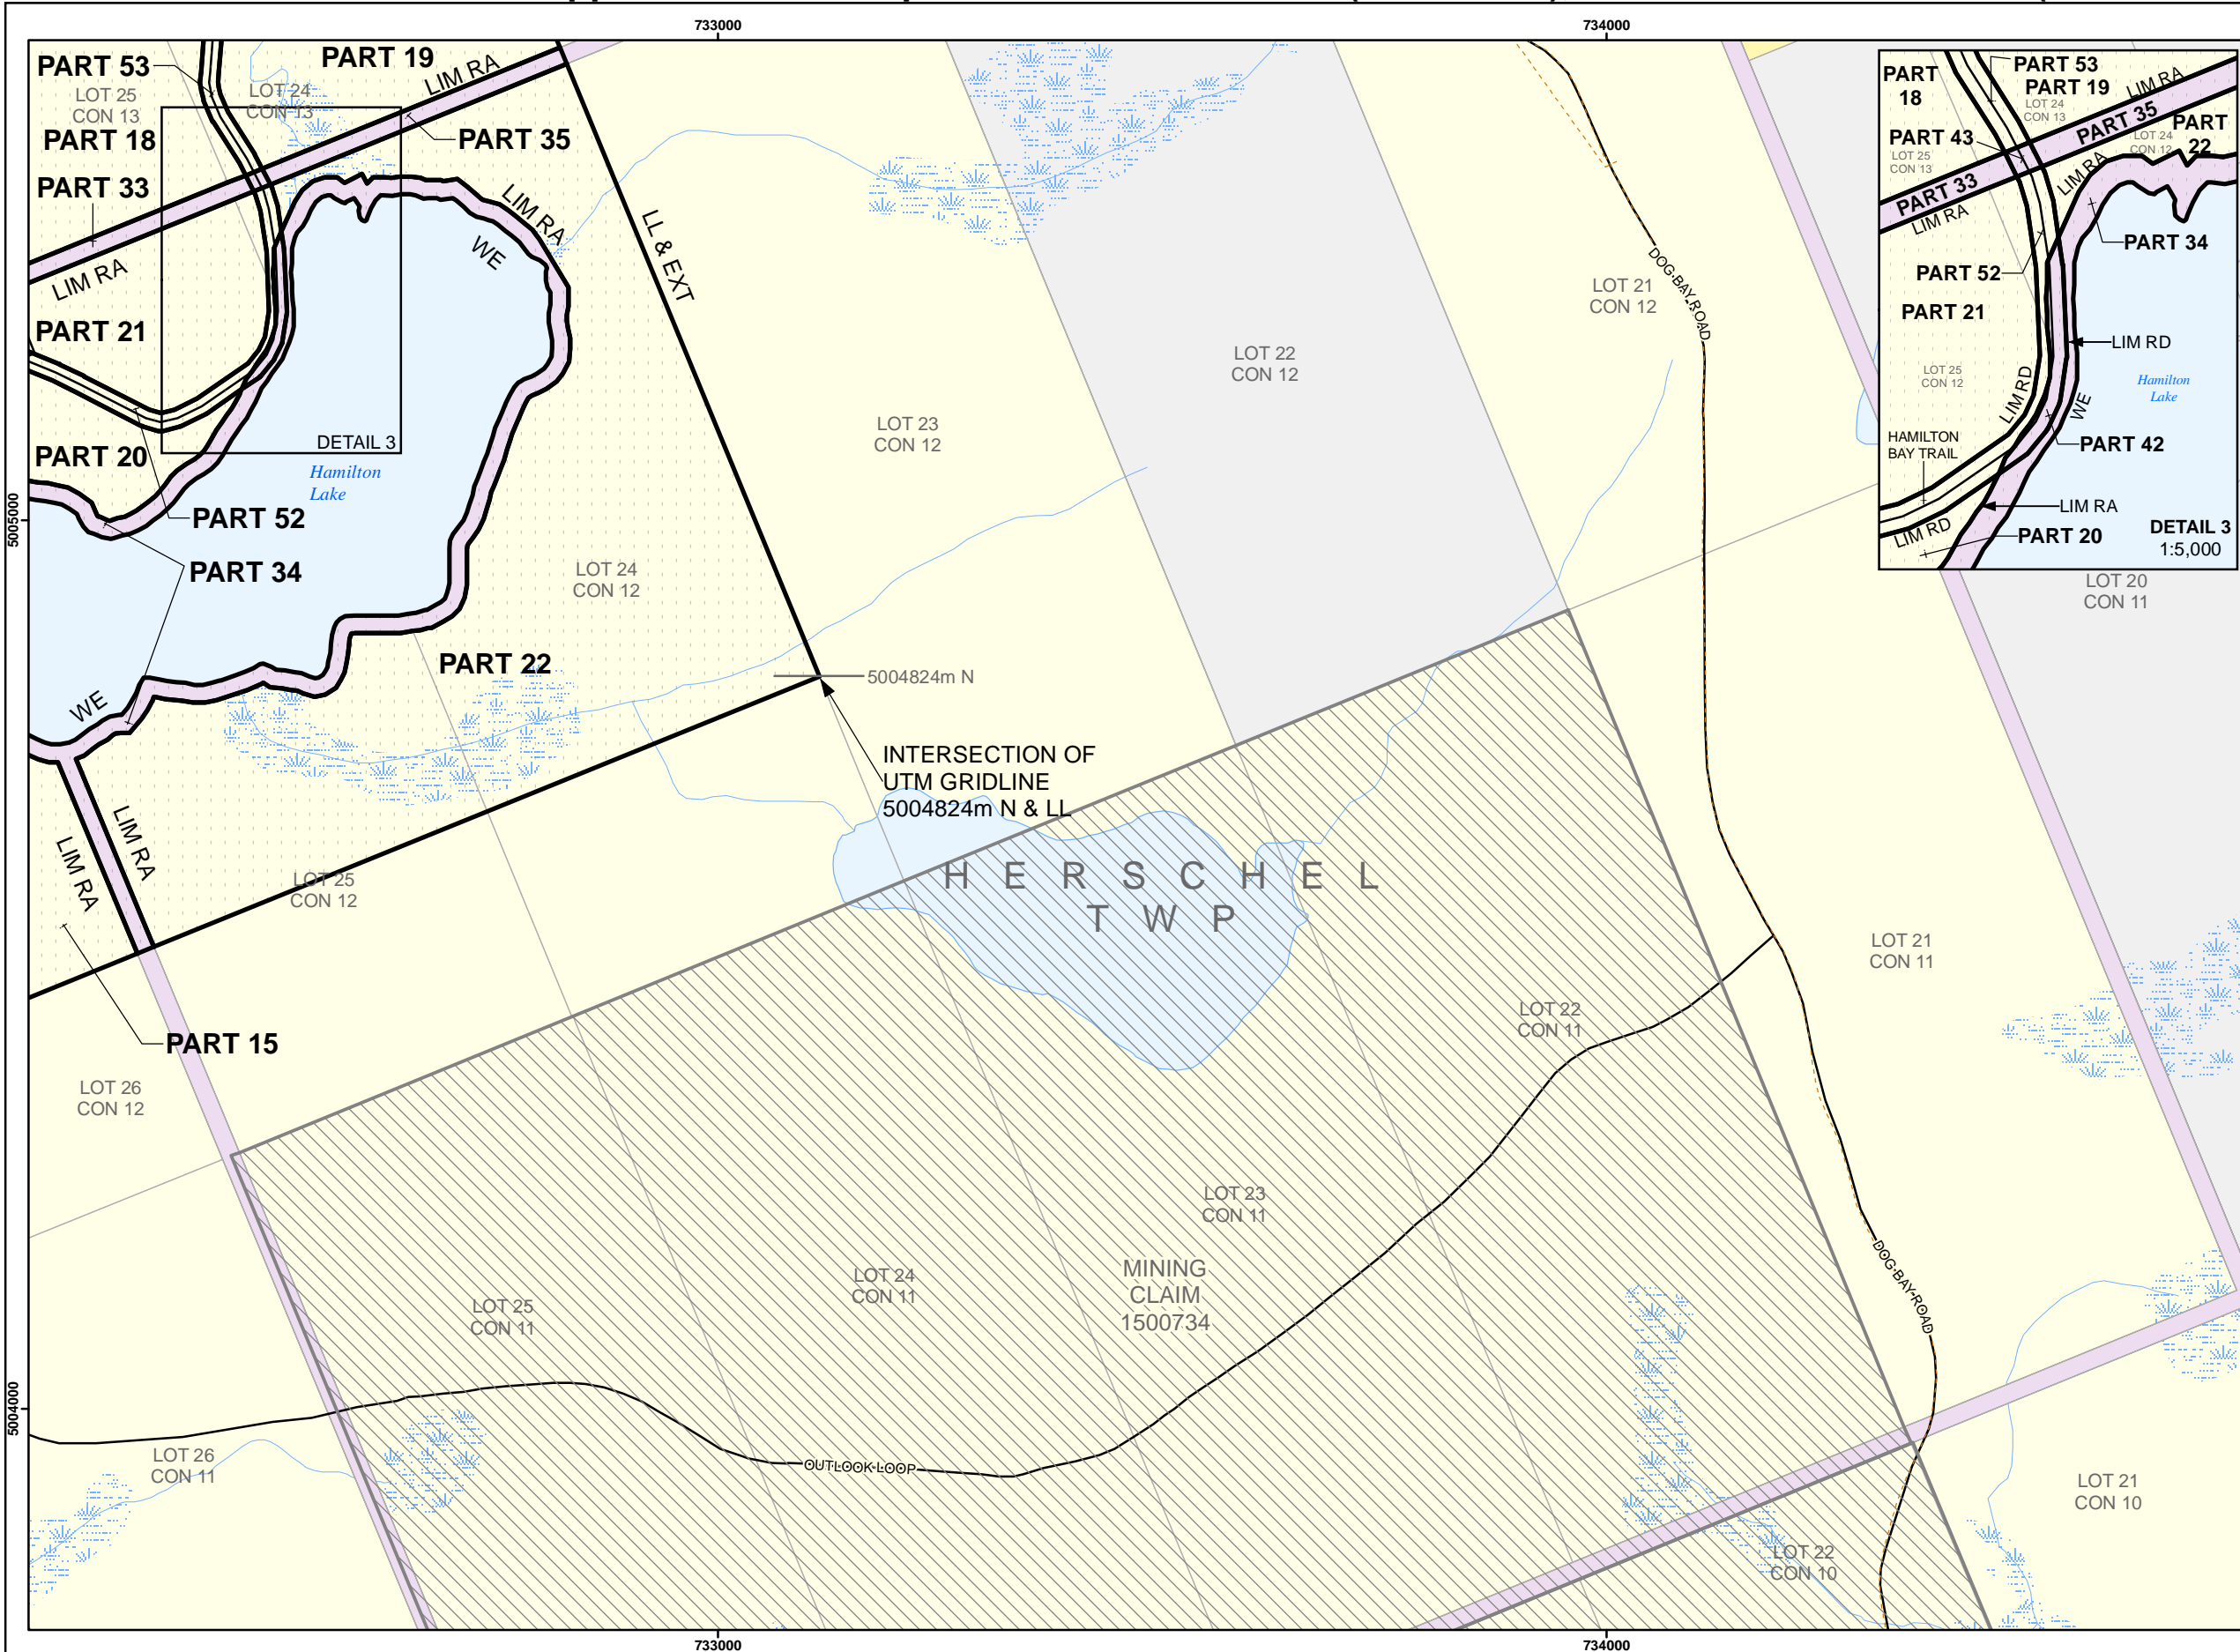 733000
734000
PART 53
LOT 25
CON 13
PART 18
PART 33
LOT 24
CON 13
PART 19
LIM RA
PART 35
LIM RA
LIM RA
WE
LL & EXT
PART 21
PART 20
DETAIL 3
Hamilton
Lake
PART 52
PART 34
5005000
LOT 24
CON 12
PART 22
WE
LIM RA
LIM RA
LOT 25
CON 12
PART 15
LOT 23
CON 12
LOT 22
CON 12
LOT 21
CON 12
DOG BAY ROAD
5004824m N
INTERSECTION OF
UTM GRIDLINE
5004824m N & LL
HERSCHEL
TWP
PART
18
PART 53
PART 19
LIM RA
LOT 24
CON 13
PART 35
PART
22
LOT 24
CON 12
PART 43
LOT 25
CON 13
PART 33
LIM RA
LIM RA
PART 34
PART 52
PART 21
LIM RD
LOT 25
CON 12
Hamilton
Lake
LIM RD
WE
HAMILTON
BAY TRAIL
PART 42
LIM RA
LIM RD
PART 20
DETAIL 3
1:5,000
LOT 20
CON 11
LOT 21
CON 11
LOT 22
CON 11
LOT 26
CON 12
LOT 23
CON 11
LOT 24
CON 11
LOT 25
CON 11
MINING
CLAIM
1500734
DOG BAY ROAD
5004000
LOT 26
CON 11
OUTLOOK LOOP
LOT 21
CON 10
LOT 22
CON 10
733000
734000